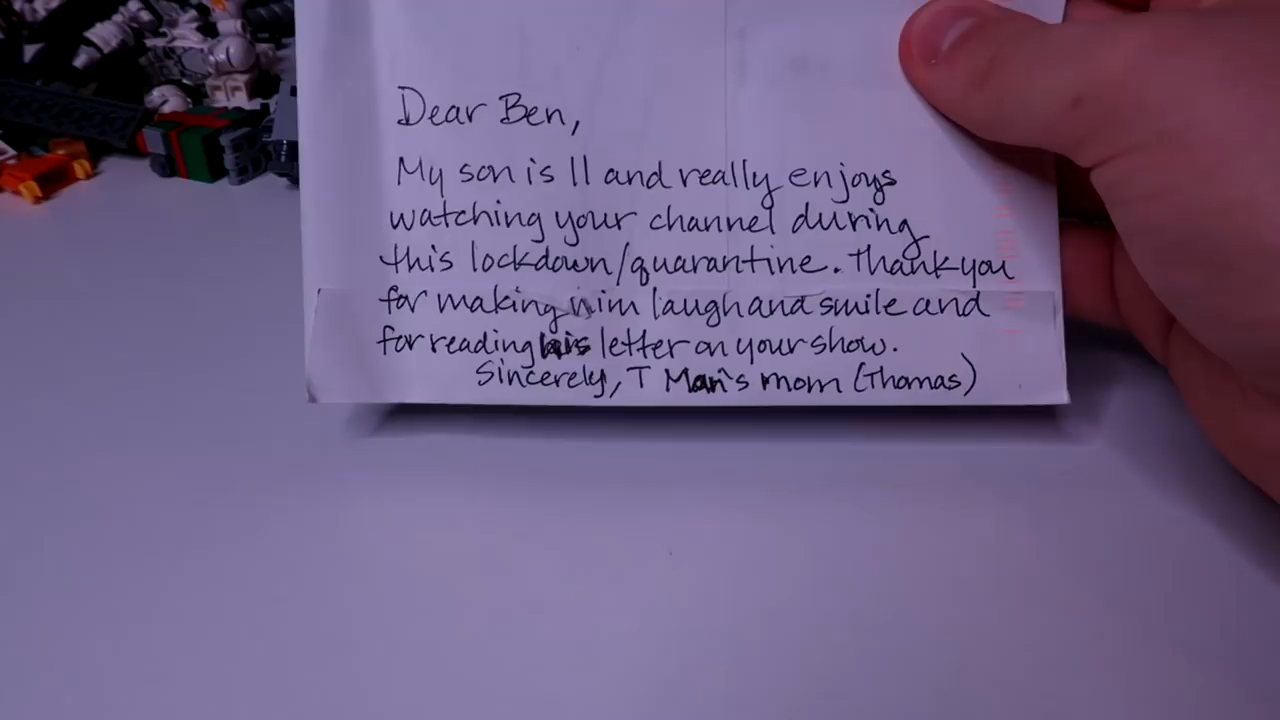 Dear Ben,
My son is 11 and really enjoys
watching your channel during
this lockdown/quarantine. Thank you
for making him laugh and smile and
for reading his letter on your show.
Sincerely, T Man's mom (Thomas)